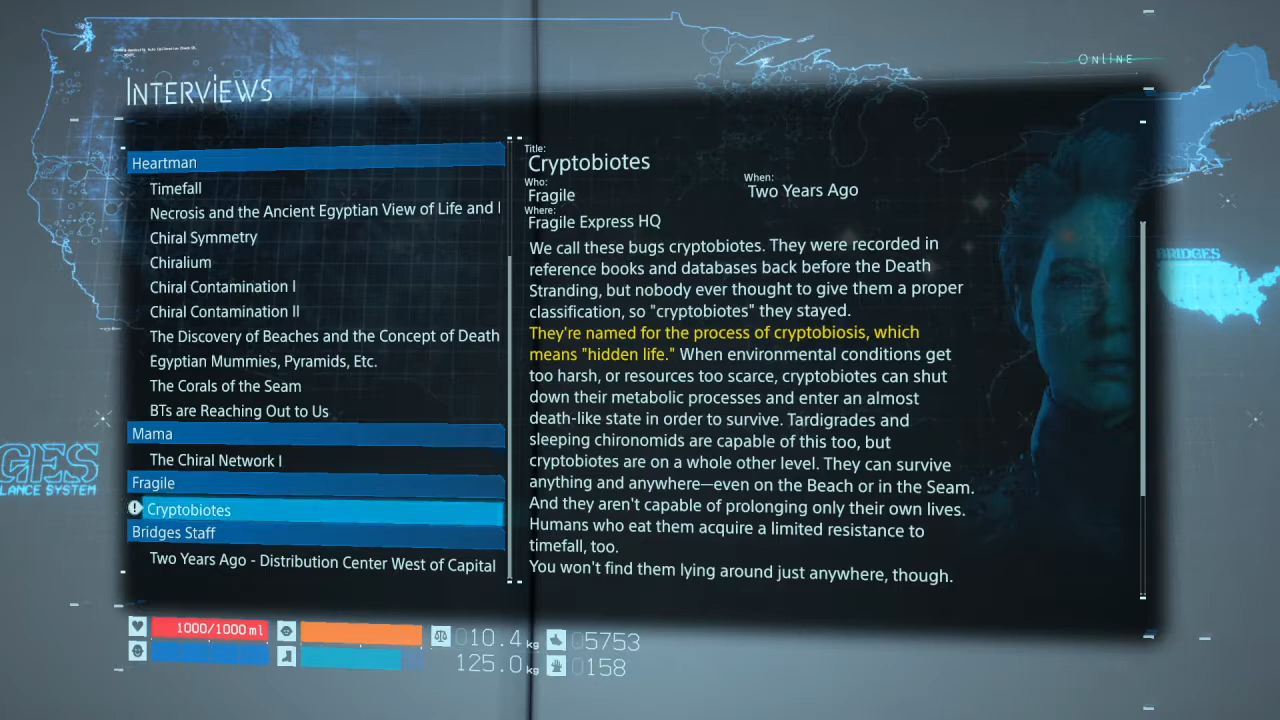 INTERVIEWS
ONLINE
Heartman
Timefall
Necrosis and the Ancient Egyptian View of Life and
Chiral Symmetry
Chiralium
Chiral Contamination I
Chiral Contamination II
The Discovery of Beaches and the Concept of Death
Egyptian Mummies, Pyramids, Etc.
The Corals of the Seam
BTs are Reaching Out to Us
Mama
The Chiral Network I
Fragile
Cryptobiotes
Bridges Staff
Two Years Ago - Distribution Center West of Capital
Title:
Cryptobiotes
Who:
Fragile
When:
Two Years Ago
Where:
Fragile Express HQ
We call these bugs cryptobiotes. They were recorded in
reference books and databases back before the Death
Stranding, but nobody ever thought to give them a proper
classification, so "cryptobiotes" they stayed.
They're named for the process of cryptobiosis, which
means "hidden life." When environmental conditions get
too harsh, or resources too scarce, cryptobiotes can shut
down their metabolic processes and enter an almost
death-like state in order to survive. Tardigrades and
sleeping chironomids are capable of this too, but
cryptobiotes are on a whole other level. They can survive
anything and anywhere—even on the Beach or in the Seam.
And they aren't capable of prolonging only their own lives.
Humans who eat them acquire a limited resistance to
timefall, too.
You won't find them lying around just anywhere, though.
BRIDGES
GES
LANCE SYSTEM
1000/1000 ml
010.4 kg
125.0 kg
05753
0158